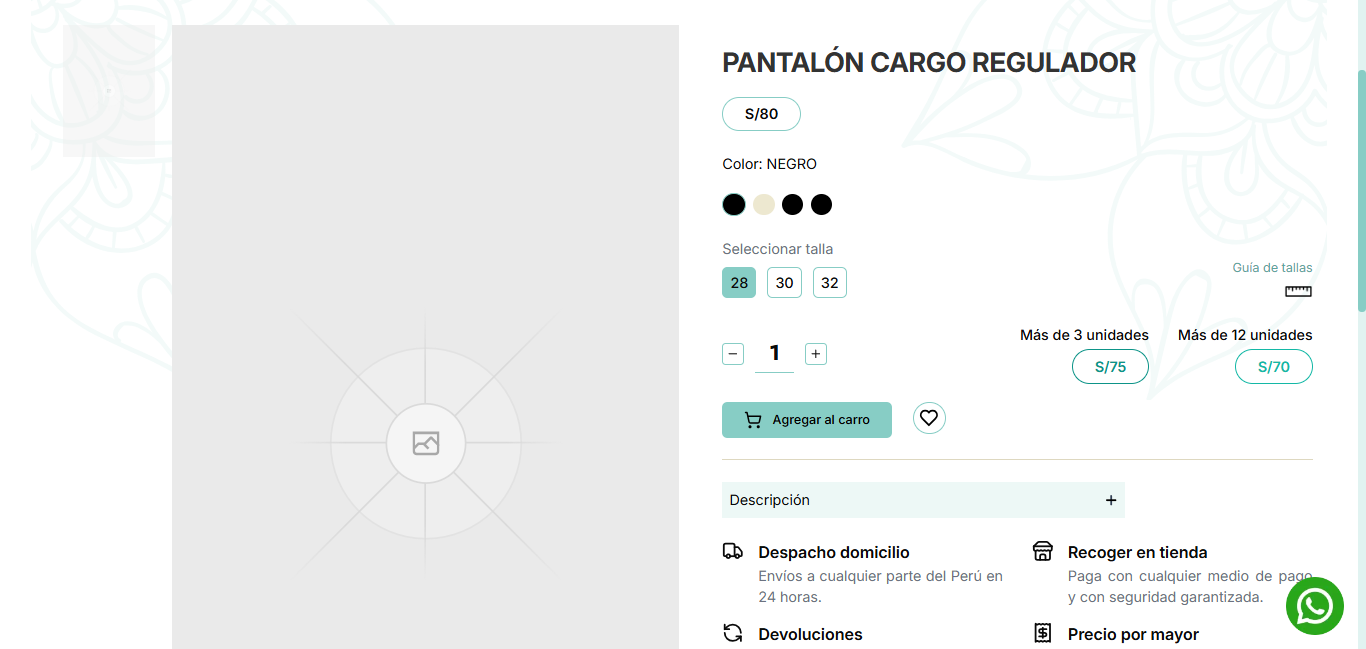 PANTALÓN CARGO REGULADOR
S/80
Color: NEGRO
Seleccionar talla
28 30 32
Guía de tallas
1
Más de 3 unidades
S/75
Más de 12 unidades
S/70
Agregar al carro
Descripción
Despacho domicilio
Envíos a cualquier parte del Perú en
24 horas.
Recoger en tienda
Paga con cualquier medio de pago
y con seguridad garantizada.
Devoluciones
Precio por mayor